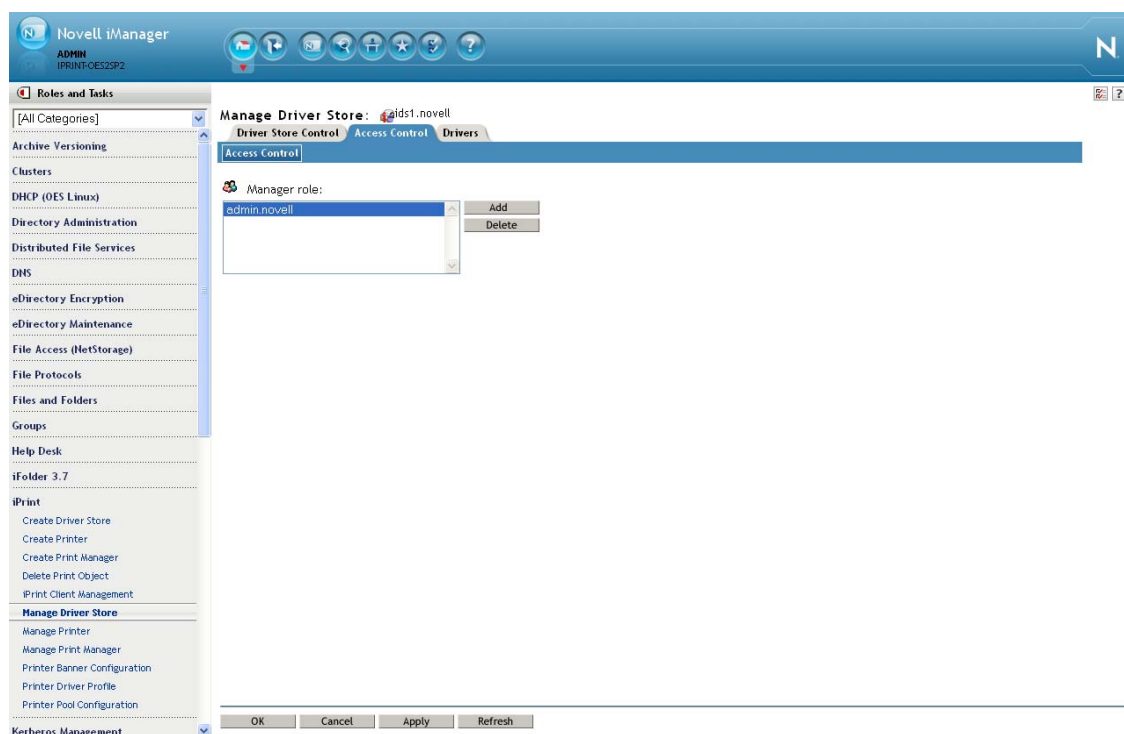 Novell iManager
ADMIN
IPRINT-OES2SP2
N
Roles and Tasks
[All Categories]
Archive Versioning
Clusters
DHCP (OES Linux)
Directory Administration
Distributed File Services
DNS
eDirectory Encryption
eDirectory Maintenance
File Access (NetStorage)
File Protocols
Files and Folders
Groups
Help Desk
iFolder 3.7
iPrint
Create Driver Store
Create Printer
Create Print Manager
Delete Print Object
iPrint Client Management
Manage Driver Store
Manage Printer
Manage Print Manager
Printer Banner Configuration
Printer Driver Profile
Printer Pool Configuration
Kerberos Management
?
Manage Driver Store: ids1.novell
Driver Store Control Access Control Drivers
Access Control
Manager role:
admin.novell
Add
Delete
OK Cancel Apply Refresh